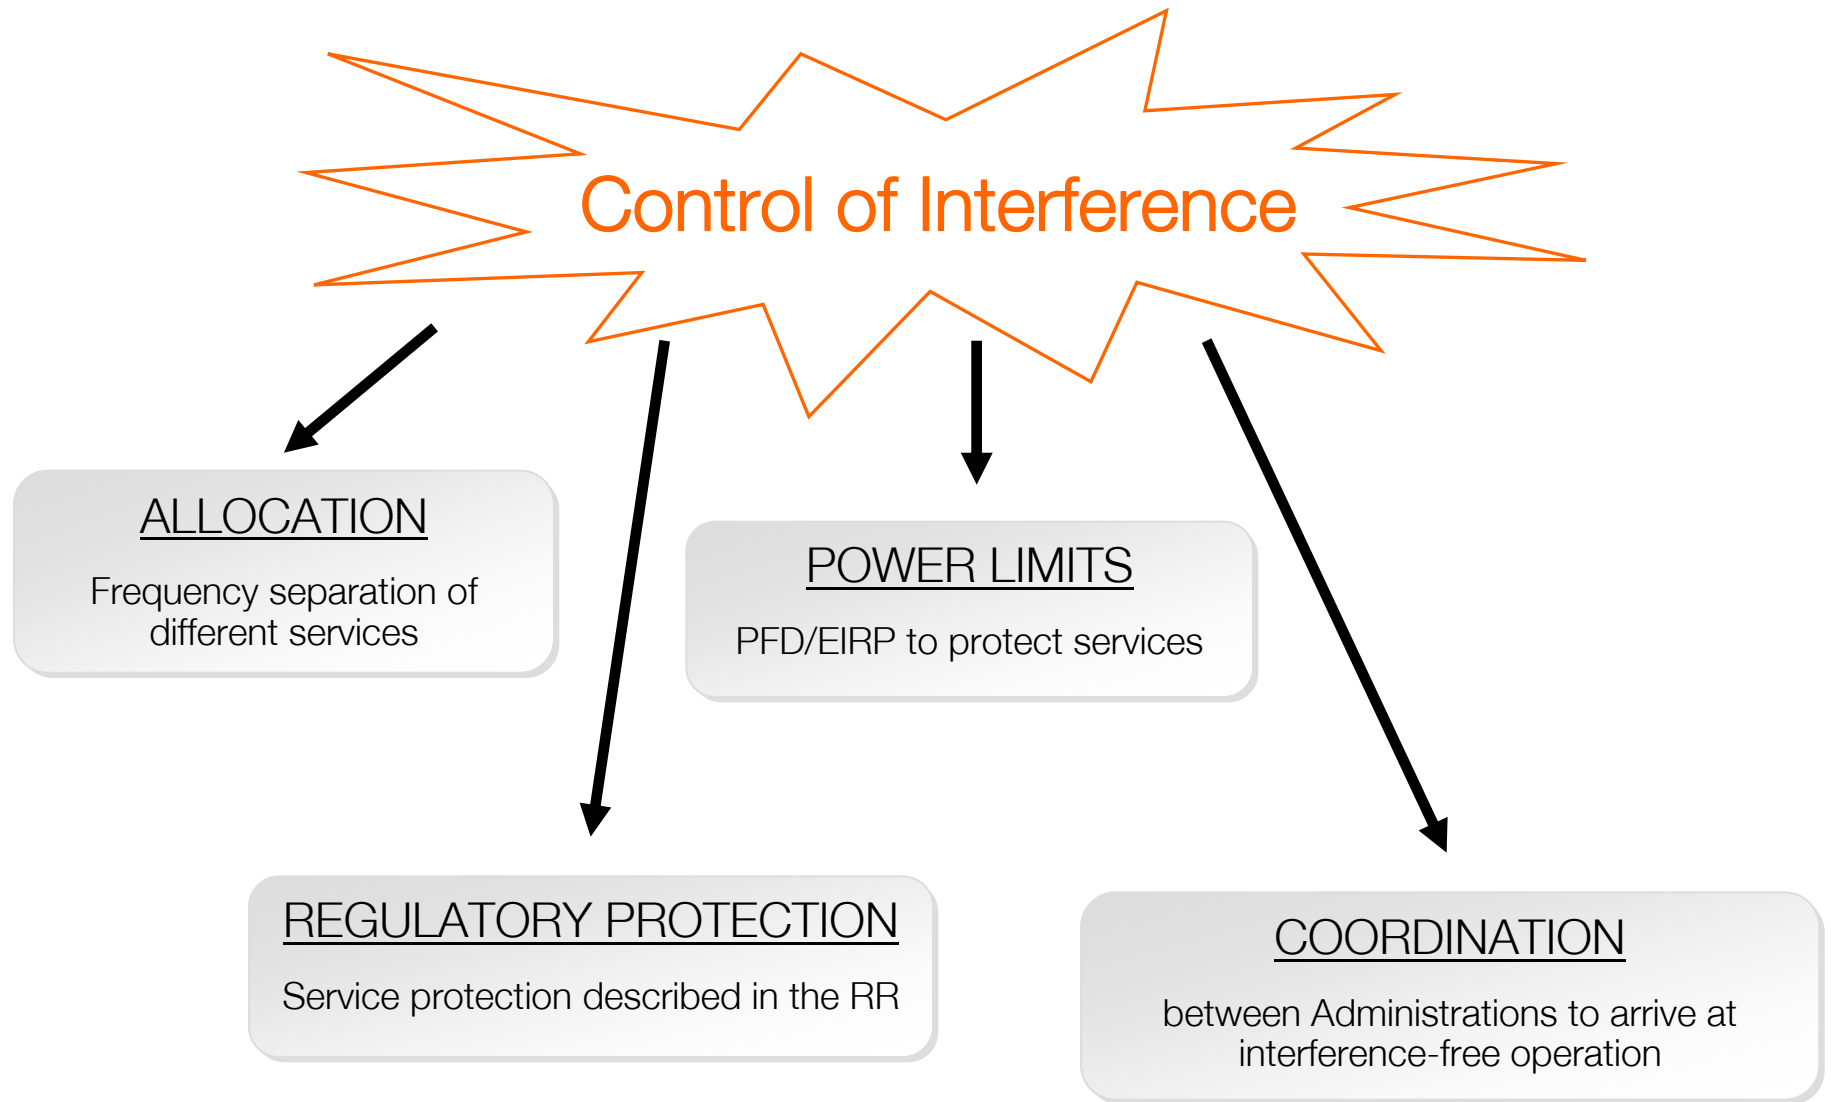 Control of Interference
ALLOCATION
Frequency separation of
different services
POWER LIMITS
PFD/EIRP to protect services
REGULATORY PROTECTION
Service protection described in the RR
COORDINATION
between Administrations to arrive at
interference-free operation